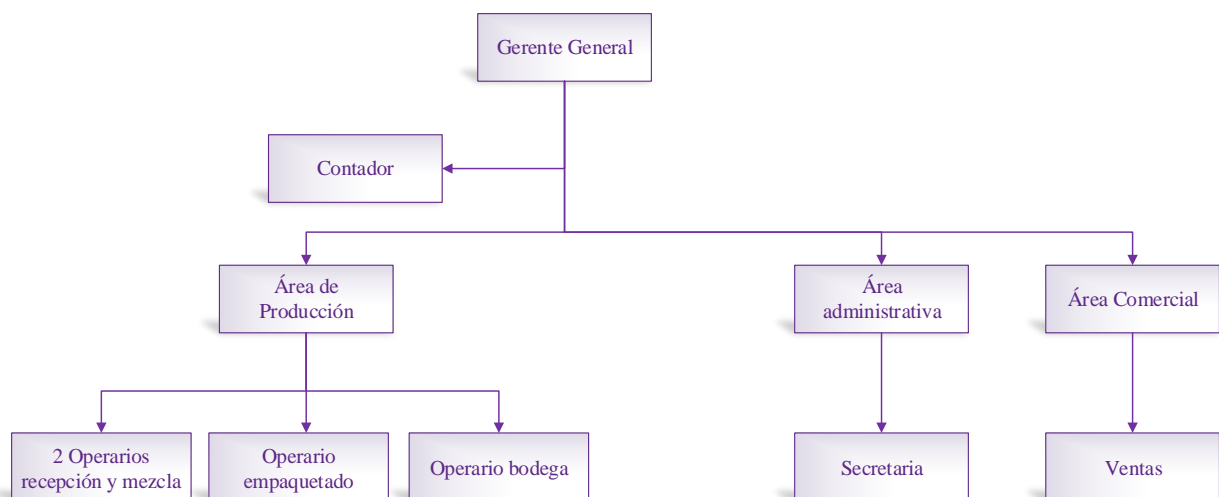 Gerente General
Contador
Área de
Producción
Área
administrativa
Área Comercial
2 Operarios
recepción y mezcla
Operario
empaquetado
Operario bodega
Secretaria
Ventas